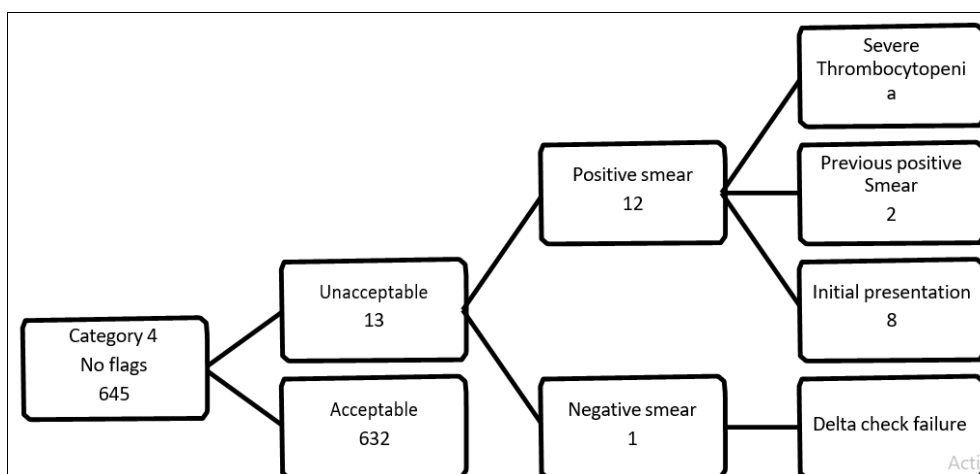 Severe
Thrombocytopeni
a
Previous positive
Smear
2
Positive smear
12
Initial presentation
8
Unacceptable
13
Category 4
No flags
645
Acceptable
632
Negative smear
1
Delta check failure
Acti